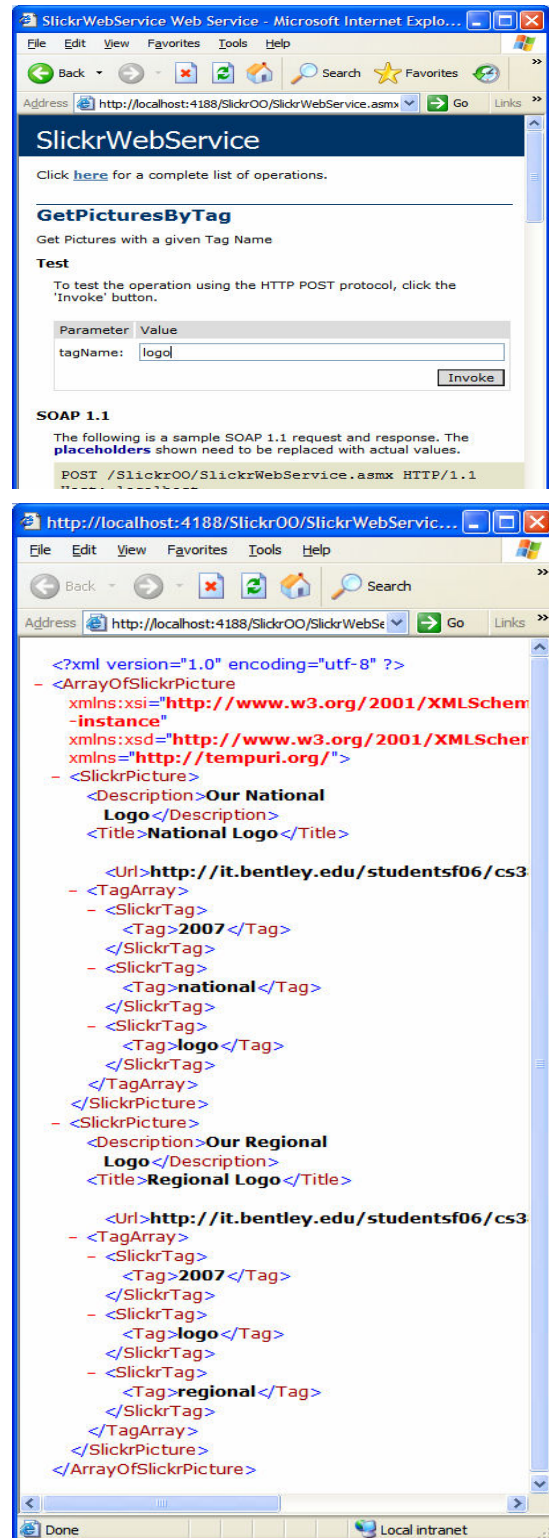 SlickrWebService Web Service - Microsoft Internet Explo...
File Edit View Favorites Tools Help
Back Search Favorites »
Address http://localhost:4188/SlickrOO/SlickrWebService.asmx Go Links »
SlickrWebService
Click here for a complete list of operations.
GetPicturesByTag
Get Pictures with a given Tag Name
Test
To test the operation using the HTTP POST protocol, click the
'Invoke' button.
Parameter Value
tagName: logo
Invoke
SOAP 1.1
The following is a sample SOAP 1.1 request and response. The
placeholders shown need to be replaced with actual values.
POST /SlickrOO/SlickrWebService.asmx HTTP/1.1
http://localhost:4188/SlickrOO/SlickrWebServic...
File Edit View Favorites Tools Help »
Back Search »
Address http://localhost:4188/SlickrOO/SlickrWebSe Go Links »
<?xml version="1.0" encoding="utf-8" ?>
- <ArrayOfSlickrPicture
xmlns:xsi="http://www.w3.org/2001/XMLSchem
-instance"
xmlns:xsd="http://www.w3.org/2001/XMLSchem
xmlns="http://tempuri.org/">
- <SlickrPicture>
<Description>Our National
Logo</Description>
<Title>National Logo</Title>
<Url>http://it.bentley.edu/studentsf06/cs3
- <TagArray>
- <SlickrTag>
<Tag>2007</Tag>
</SlickrTag>
- <SlickrTag>
<Tag>national</Tag>
</SlickrTag>
- <SlickrTag>
<Tag>logo</Tag>
</SlickrTag>
</TagArray>
</SlickrPicture>
- <SlickrPicture>
<Description>Our Regional
Logo</Description>
<Title>Regional Logo</Title>
<Url>http://it.bentley.edu/studentsf06/cs3
- <TagArray>
- <SlickrTag>
<Tag>2007</Tag>
</SlickrTag>
- <SlickrTag>
<Tag>logo</Tag>
</SlickrTag>
- <SlickrTag>
<Tag>regional</Tag>
</SlickrTag>
</TagArray>
</SlickrPicture>
</ArrayOfSlickrPicture>
Done Local intranet